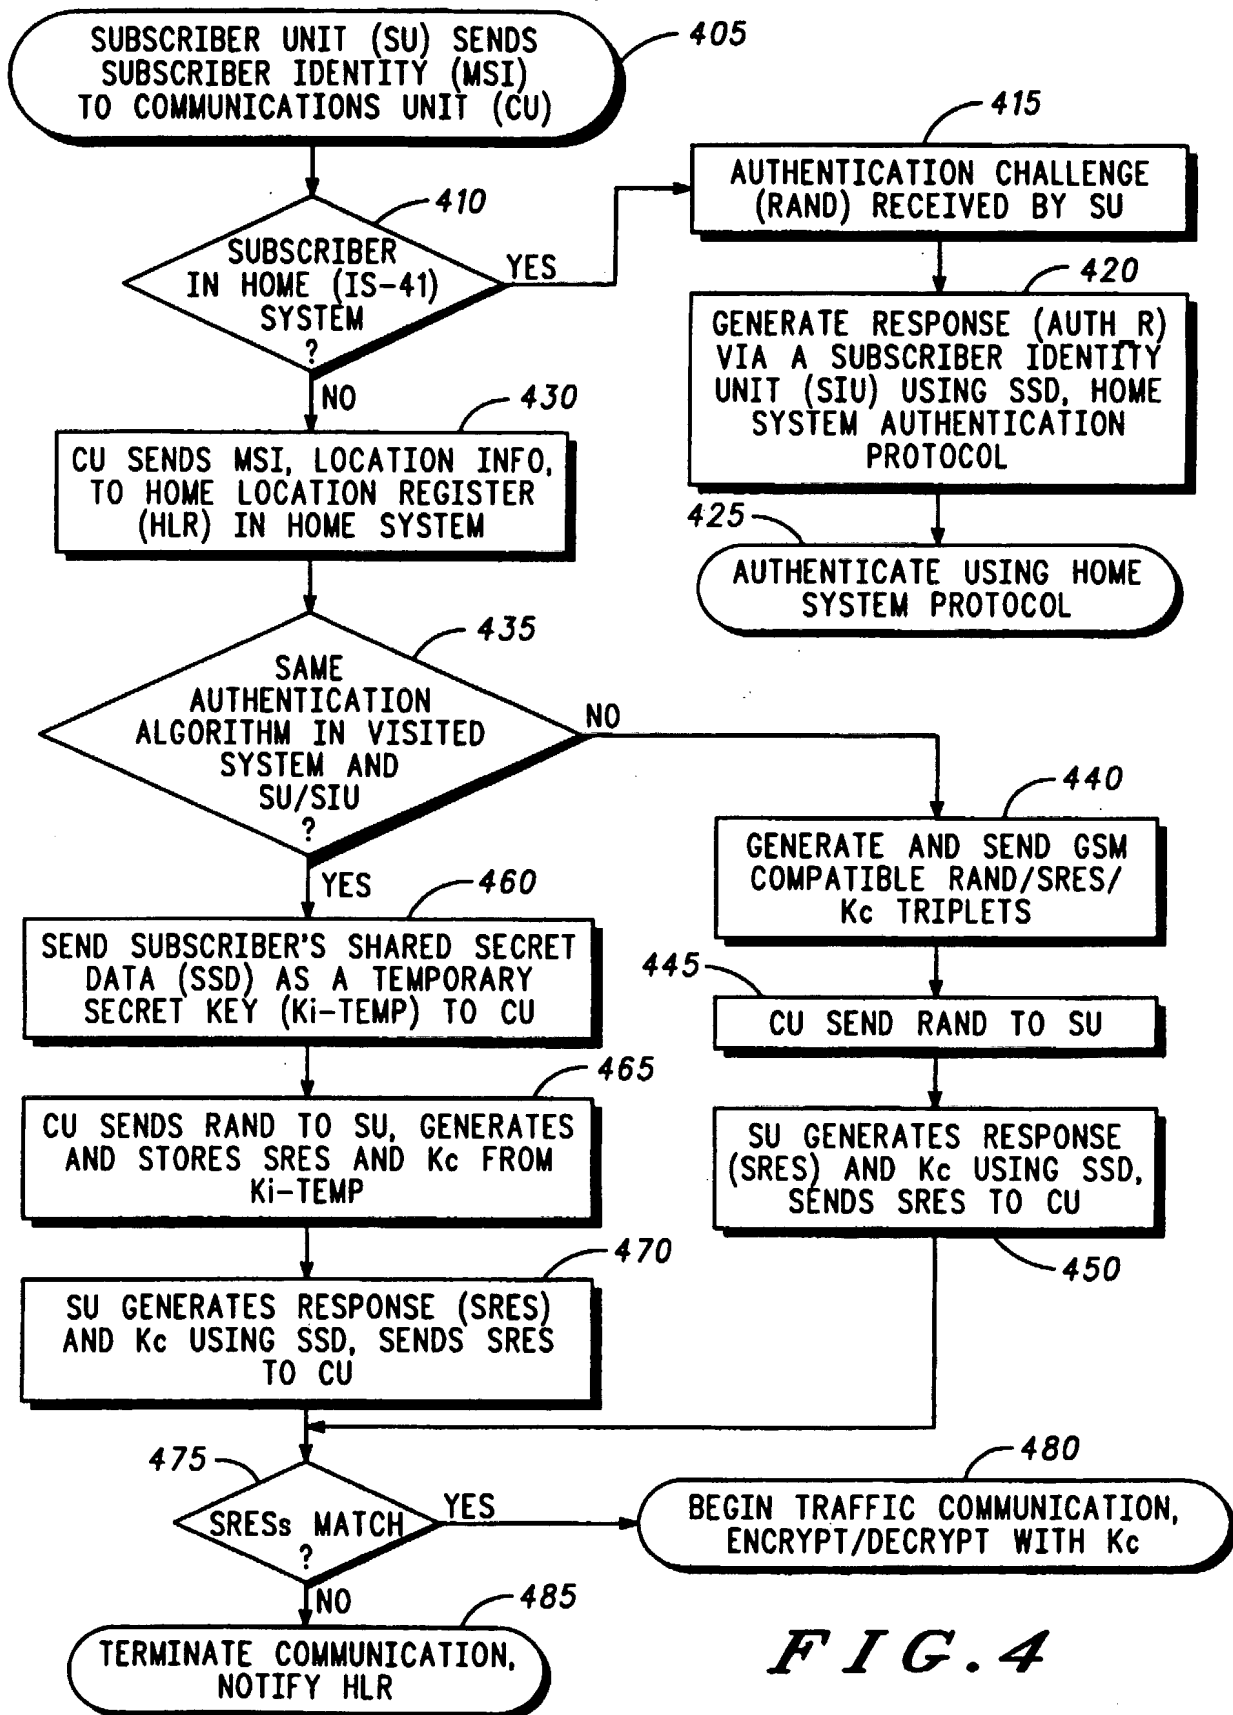 SUBSCRIBER UNIT (SU) SENDS
SUBSCRIBER IDENTITY (MSI)
TO COMMUNICATIONS UNIT (CU)
405
410
SUBSCRIBER
IN HOME (IS-41)
SYSTEM
?
YES
NO
415
AUTHENTICATION CHALLENGE
(RAND) RECEIVED BY SU
420
GENERATE RESPONSE (AUTH_R)
VIA A SUBSCRIBER IDENTITY
UNIT (SIU) USING SSD, HOME
SYSTEM AUTHENTICATION
PROTOCOL
425
AUTHENTICATE USING HOME
SYSTEM PROTOCOL
430
CU SENDS MSI, LOCATION INFO,
TO HOME LOCATION REGISTER
(HLR) IN HOME SYSTEM
435
SAME
AUTHENTICATION
ALGORITHM IN VISITED
SYSTEM AND
SU/SIU
?
NO
YES
440
GENERATE AND SEND GSM
COMPATIBLE RAND/SRES/
Kc TRIPLETS
445
CU SEND RAND TO SU
SU GENERATES RESPONSE
(SRES) AND Kc USING SSD,
SENDS SRES TO CU
450
460
SEND SUBSCRIBER'S SHARED SECRET
DATA (SSD) AS A TEMPORARY
SECRET KEY (Ki-TEMP) TO CU
465
CU SENDS RAND TO SU, GENERATES
AND STORES SRES AND Kc FROM
Ki-TEMP
470
SU GENERATES RESPONSE (SRES)
AND Kc USING SSD, SENDS SRES
TO CU
475
SRESs MATCH
?
YES
NO
480
BEGIN TRAFFIC COMMUNICATION,
ENCRYPT/DECRYPT WITH Kc
485
TERMINATE COMMUNICATION,
NOTIFY HLR
FIG.4